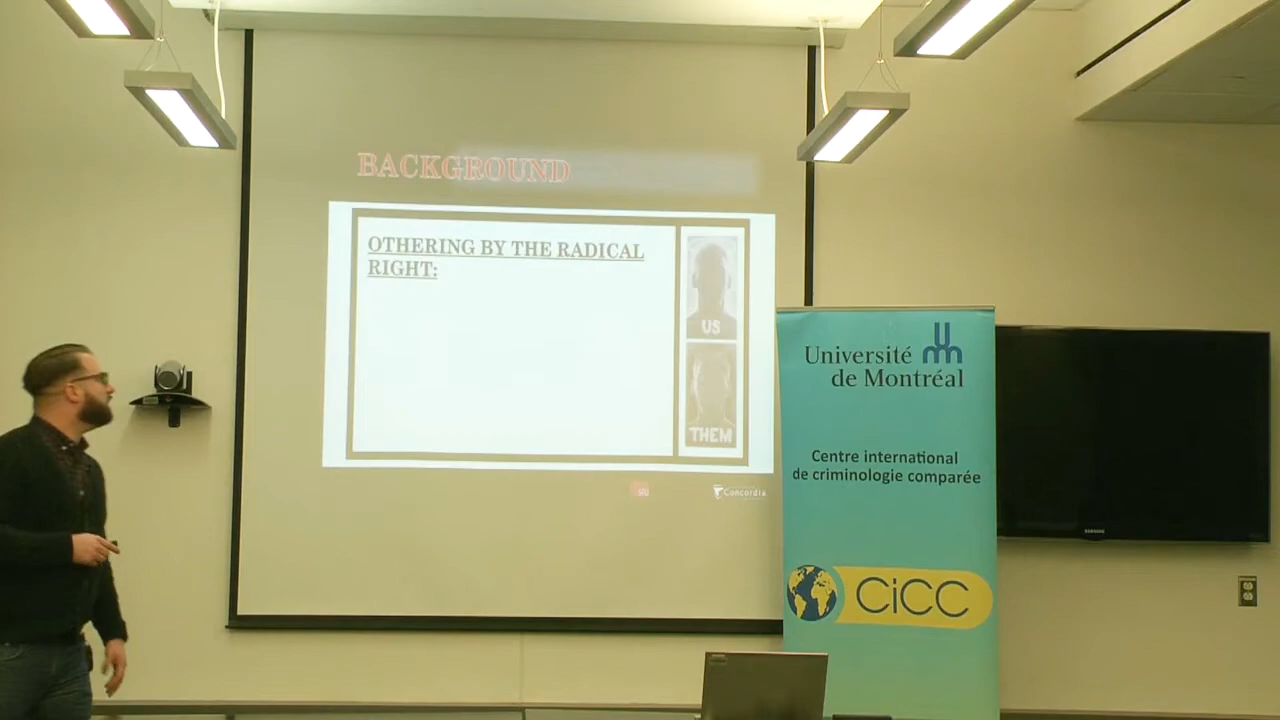 BACKGROUND
OTHERING BY THE RADICAL
RIGHT:
US
THEM
SFU
Concordia
Université
de Montréal
Centre international
de criminologie comparée
CiCC
SAMSUNG